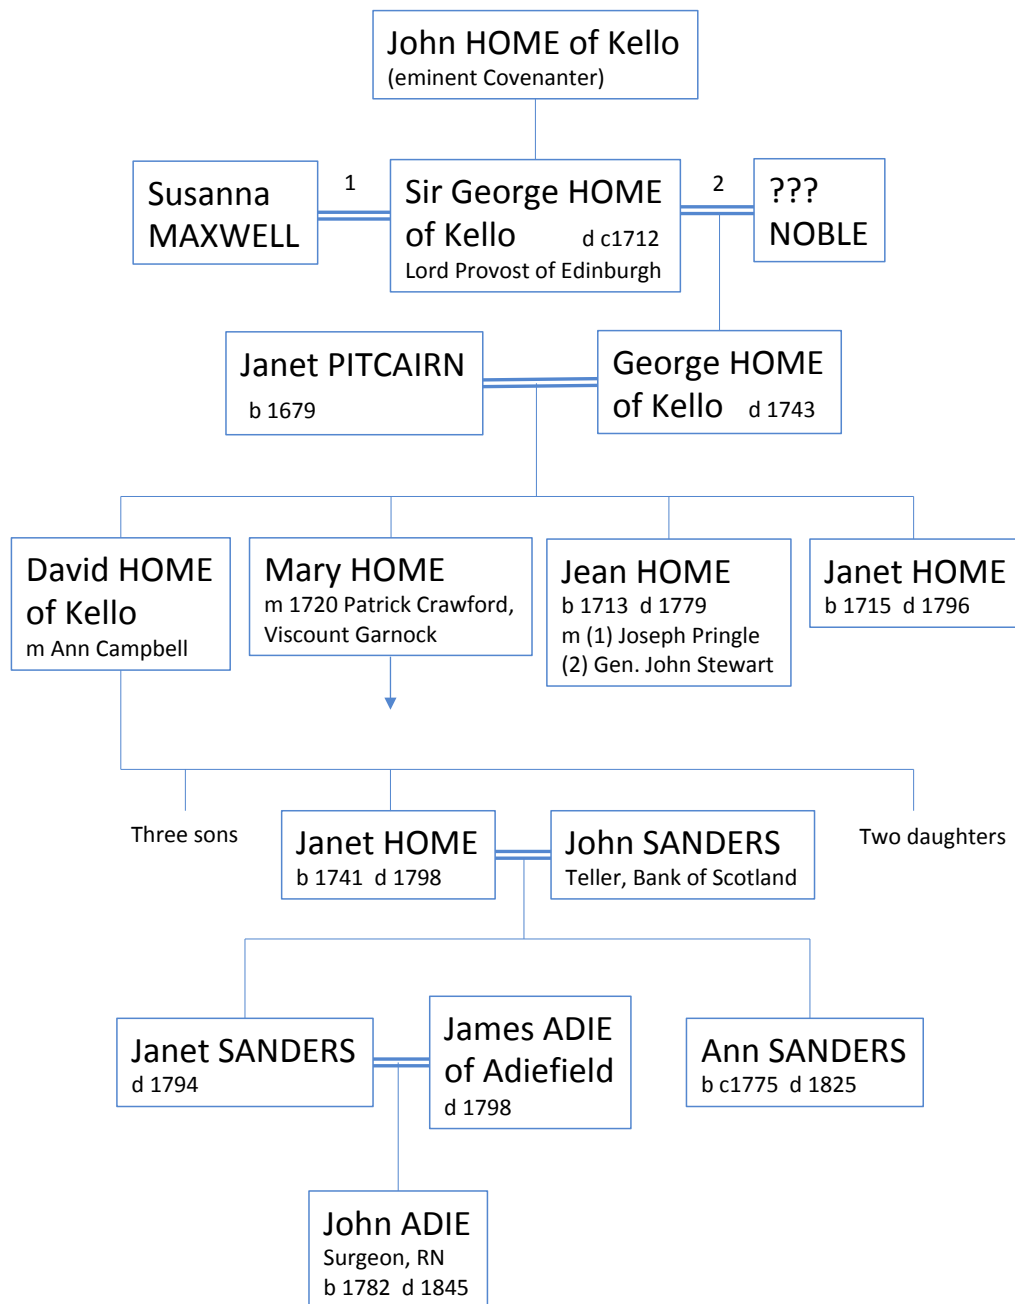 John HOME of Kello
(eminent Covenanter)
Susanna
MAXWELL
1
Sir George HOME
of Kello d c1712
Lord Provost of Edinburgh
2
???
NOBLE
Janet PITCAIRN
b 1679
George HOME
of Kello d 1743
David HOME
of Kello
m Ann Campbell
Mary HOME
m 1720 Patrick Crawford,
Viscount Garnock
Jean HOME
b 1713 d 1779
m (1) Joseph Pringle
(2) Gen. John Stewart
Janet HOME
b 1715 d 1796
Three sons
Janet HOME
b 1741 d 1798
John SANDERS
Teller, Bank of Scotland
Two daughters
Janet SANDERS
d 1794
James ADIE
of Adiefield
d 1798
Ann SANDERS
b c1775 d 1825
John ADIE
Surgeon, RN
b 1782 d 1845